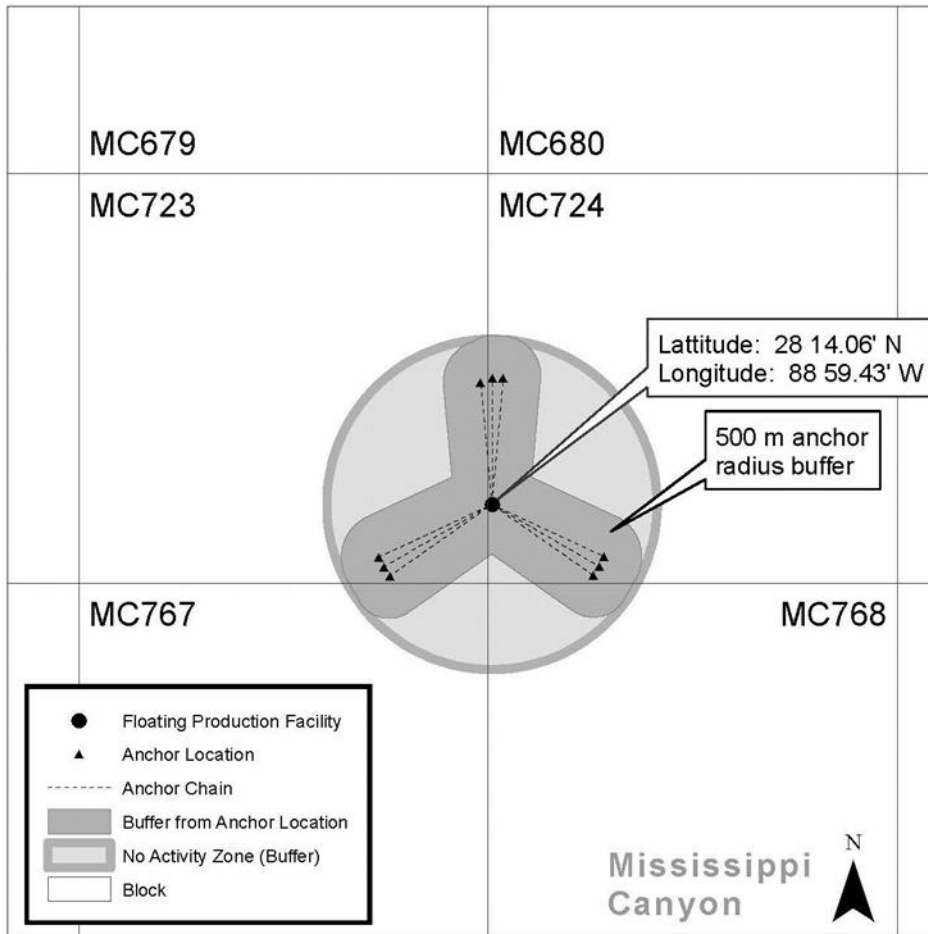 MC679
MC680
MC723
MC724
Lattitude: 28 14.06' N
Longitude: 88 59.43' W
500 m anchor
radius buffer
MC767
MC768
Floating Production Facility
Anchor Location
Anchor Chain
Buffer from Anchor Location
No Activity Zone (Buffer)
Block
Mississippi
Canyon
N